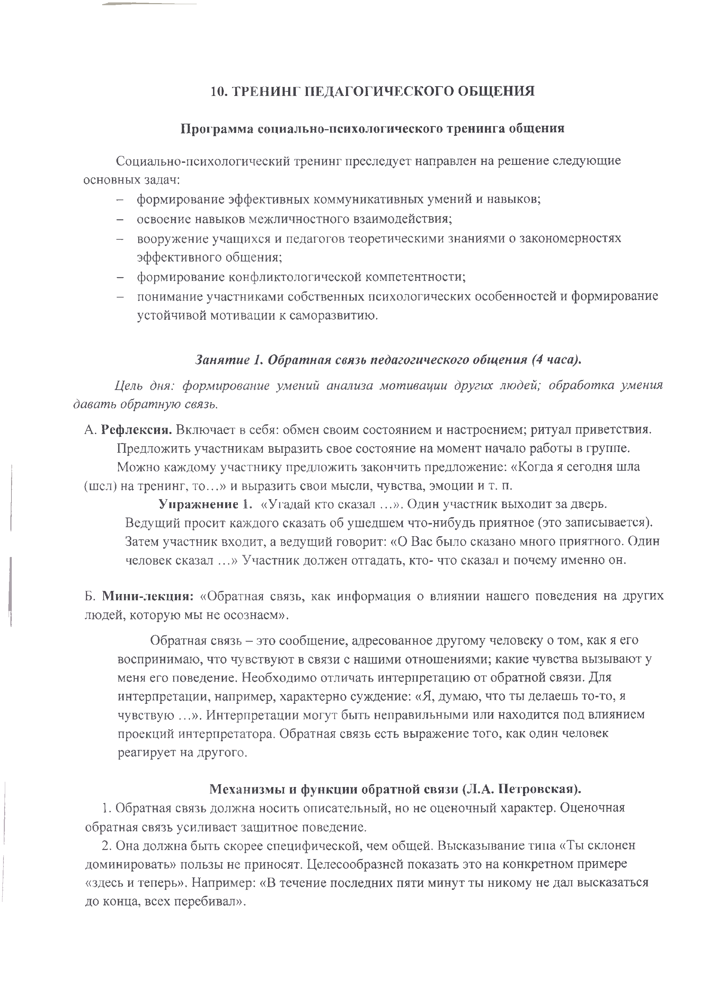 10. ТРЕНИНГ ПЕДАГОГИЧЕСКОГО ОБЩЕНИЯ
Программа социально-психологического тренинга общения
Социально-психологический тренинг преследует направлен на решение следующие
основных задач:
– формирование эффективных коммуникативных умений и навыков;
– освоение навыков межличностного взаимодействия;
– вооружение учащихся и педагогов теоретическими знаниями о закономерностях
эффективного общения;
– формирование конфликтологической компетентности;
– понимание участниками собственных психологических особенностей и формирование
устойчивой мотивации к саморазвитию.
Занятие 1. Обратная связь педагогического общения (4 часа).
Цель дня: формирование умений анализа мотивации других людей; обработка умения
давать обратную связь.
А. Рефлексия. Включает в себя: обмен своим состоянием и настроением; ритуал приветствия.
Предложить участникам выразить свое состояние на момент начало работы в группе.
Можно каждому участнику предложить закончить предложение: «Когда я сегодня шла
(шел) на тренинг, то…» и выразить свои мысли, чувства, эмоции и т. п.
Упражнение 1. «Угадай кто сказал …». Один участник выходит за дверь.
Ведущий просит каждого сказать об ушедшем что-нибудь приятное (это записывается).
Затем участник входит, а ведущий говорит: «О Вас было сказано много приятного. Один
человек сказал …» Участник должен отгадать, кто- что сказал и почему именно он.
Б. Мини-лекция: «Обратная связь, как информация о влиянии нашего поведения на других
людей, которую мы не осознаем».
Обратная связь – это сообщение, адресованное другому человеку о том, как я его
воспринимаю, что чувствуют в связи с нашими отношениями; какие чувства вызывают у
меня его поведение. Необходимо отличать интерпретацию от обратной связи. Для
интерпретации, например, характерно суждение: «Я, думаю, что ты делаешь то-то, я
чувствую …». Интерпретации могут быть неправильными или находится под влиянием
проекций интерпретатора. Обратная связь есть выражение того, как один человек
реагирует на другого.
Механизмы и функции обратной связи (Л.А. Петровская).
1. Обратная связь должна носить описательный, но не оценочный характер. Оценочная
обратная связь усиливает защитное поведение.
2. Она должна быть скорее специфической, чем общей. Высказывание типа «Ты склонен
доминировать» пользы не приносят. Целесообразней показать это на конкретном примере
«здесь и теперь». Например: «В течение последних пяти минут ты никому не дал высказаться
до конца, всех перебивал».